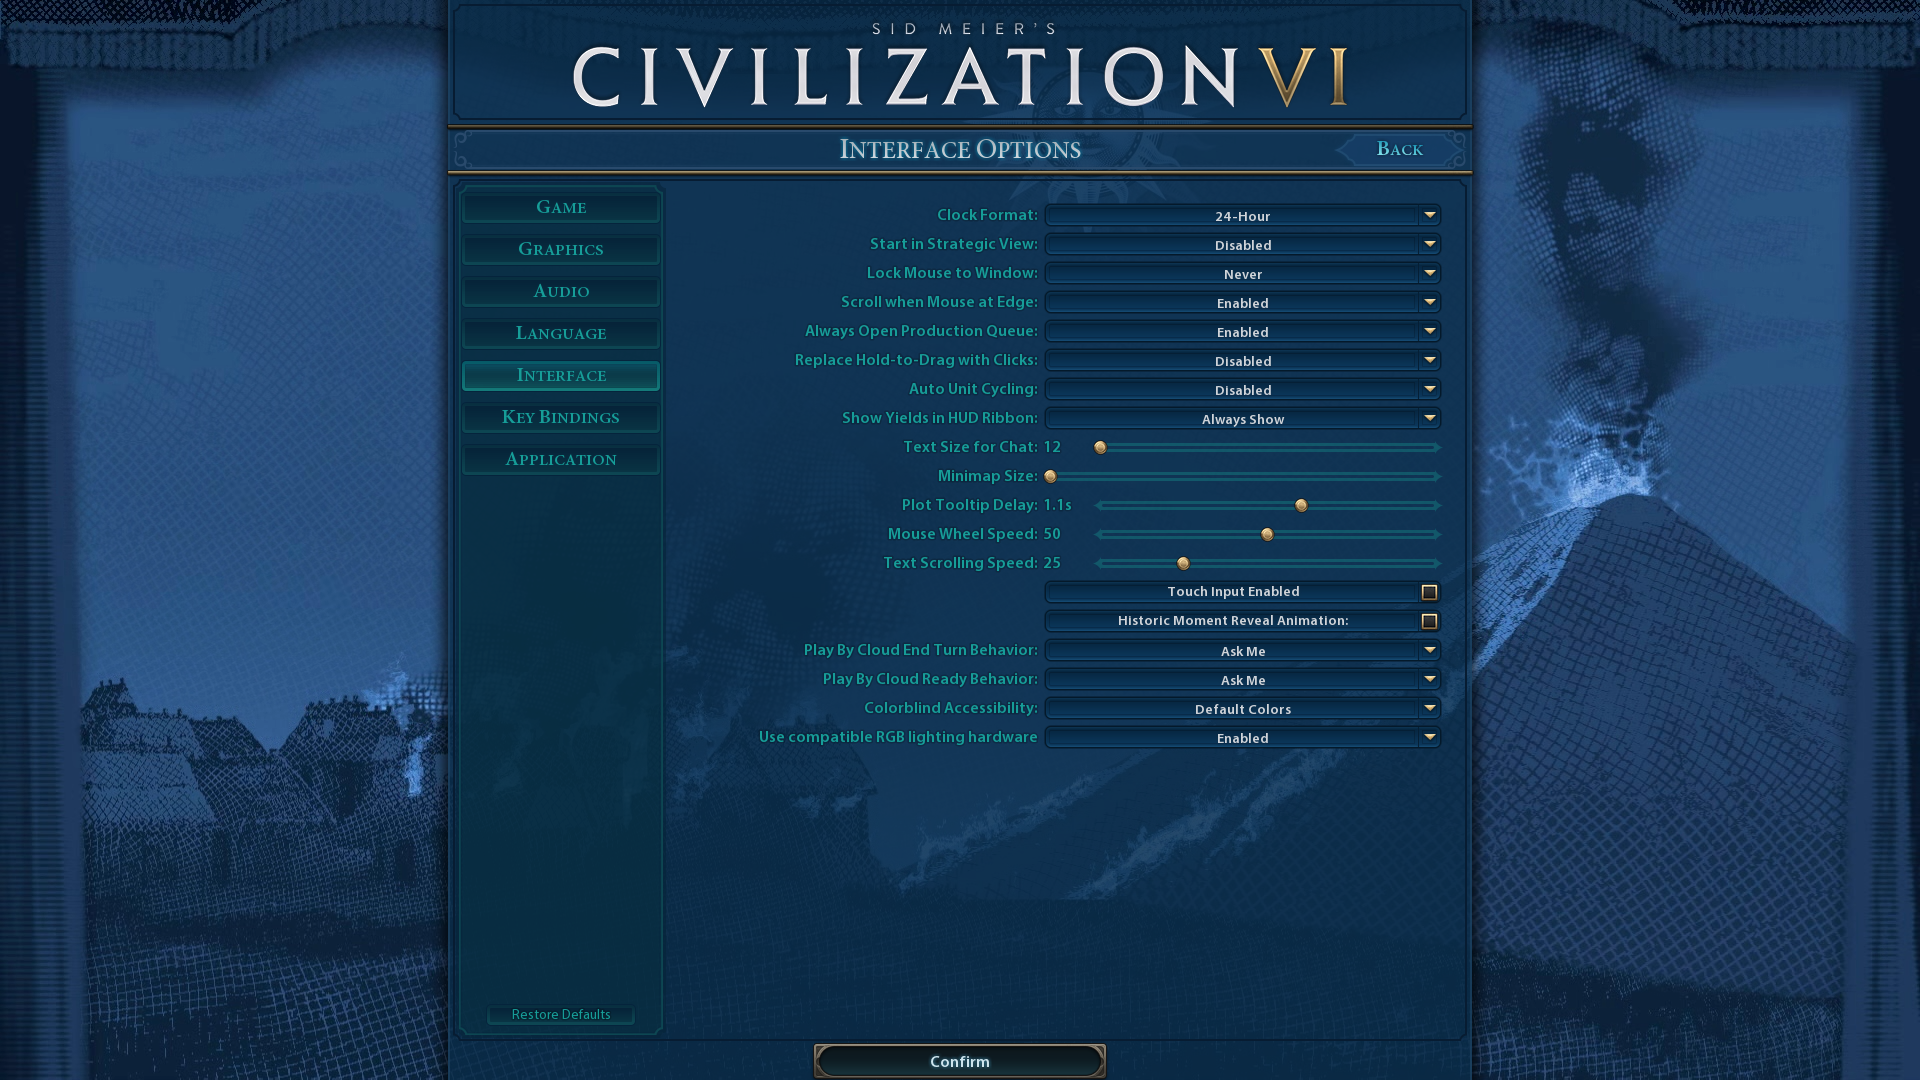 SID MEIER'S
CIVILIZATION VI
INTERFACE OPTIONS
BACK
GAME
GRAPHICS
AUDIO
LANGUAGE
INTERFACE
KEY BINDINGS
APPLICATION
Restore Defaults
Clock Format: 24-Hour
Start in Strategic View: Disabled
Lock Mouse to Window: Never
Scroll when Mouse at Edge: Enabled
Always Open Production Queue: Enabled
Replace Hold-to-Drag with Clicks: Disabled
Auto Unit Cycling: Disabled
Show Yields in HUD Ribbon: Always Show
Text Size for Chat: 12
Minimap Size:
Plot Tooltip Delay: 1.1s
Mouse Wheel Speed: 50
Text Scrolling Speed: 25
Touch Input Enabled
Historic Moment Reveal Animation:
Play By Cloud End Turn Behavior: Ask Me
Play By Cloud Ready Behavior: Ask Me
Colorblind Accessibility: Default Colors
Use compatible RGB lighting hardware Enabled
Confirm